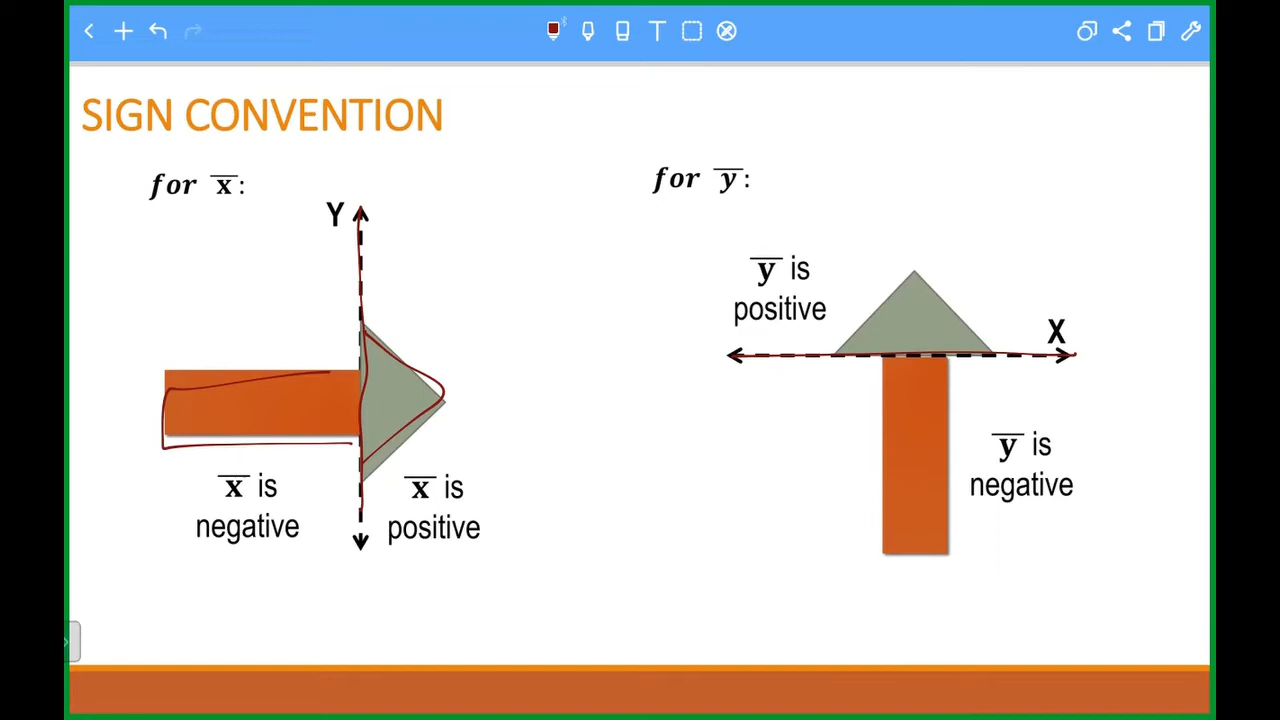 SIGN CONVENTION
for x̅:
for y̅:
Y
y̅ is
positive
X
y̅ is
negative
x̅ is
negative
x̅ is
positive
T